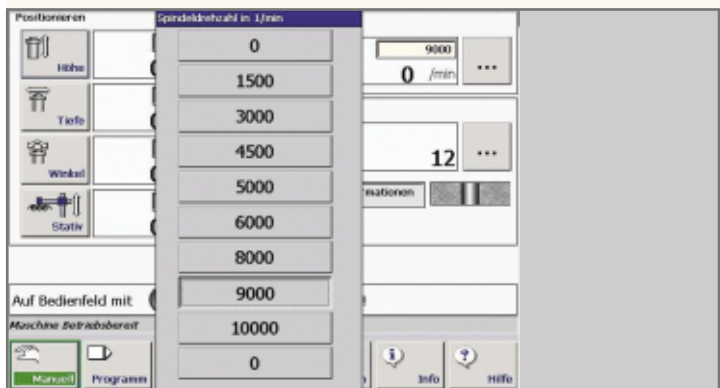 Positionieren
Spindeldrehzahl in 1/min
0
1500
3000
4500
5000
6000
8000
9000
10000
0
Höhe
Tiefe
Winkel
Stativ
9000
0 /min
...
12
...
Auf Bedienfeld mit
Maschine Betriebsbereit
Manuell
Programm
Info
Hilfe